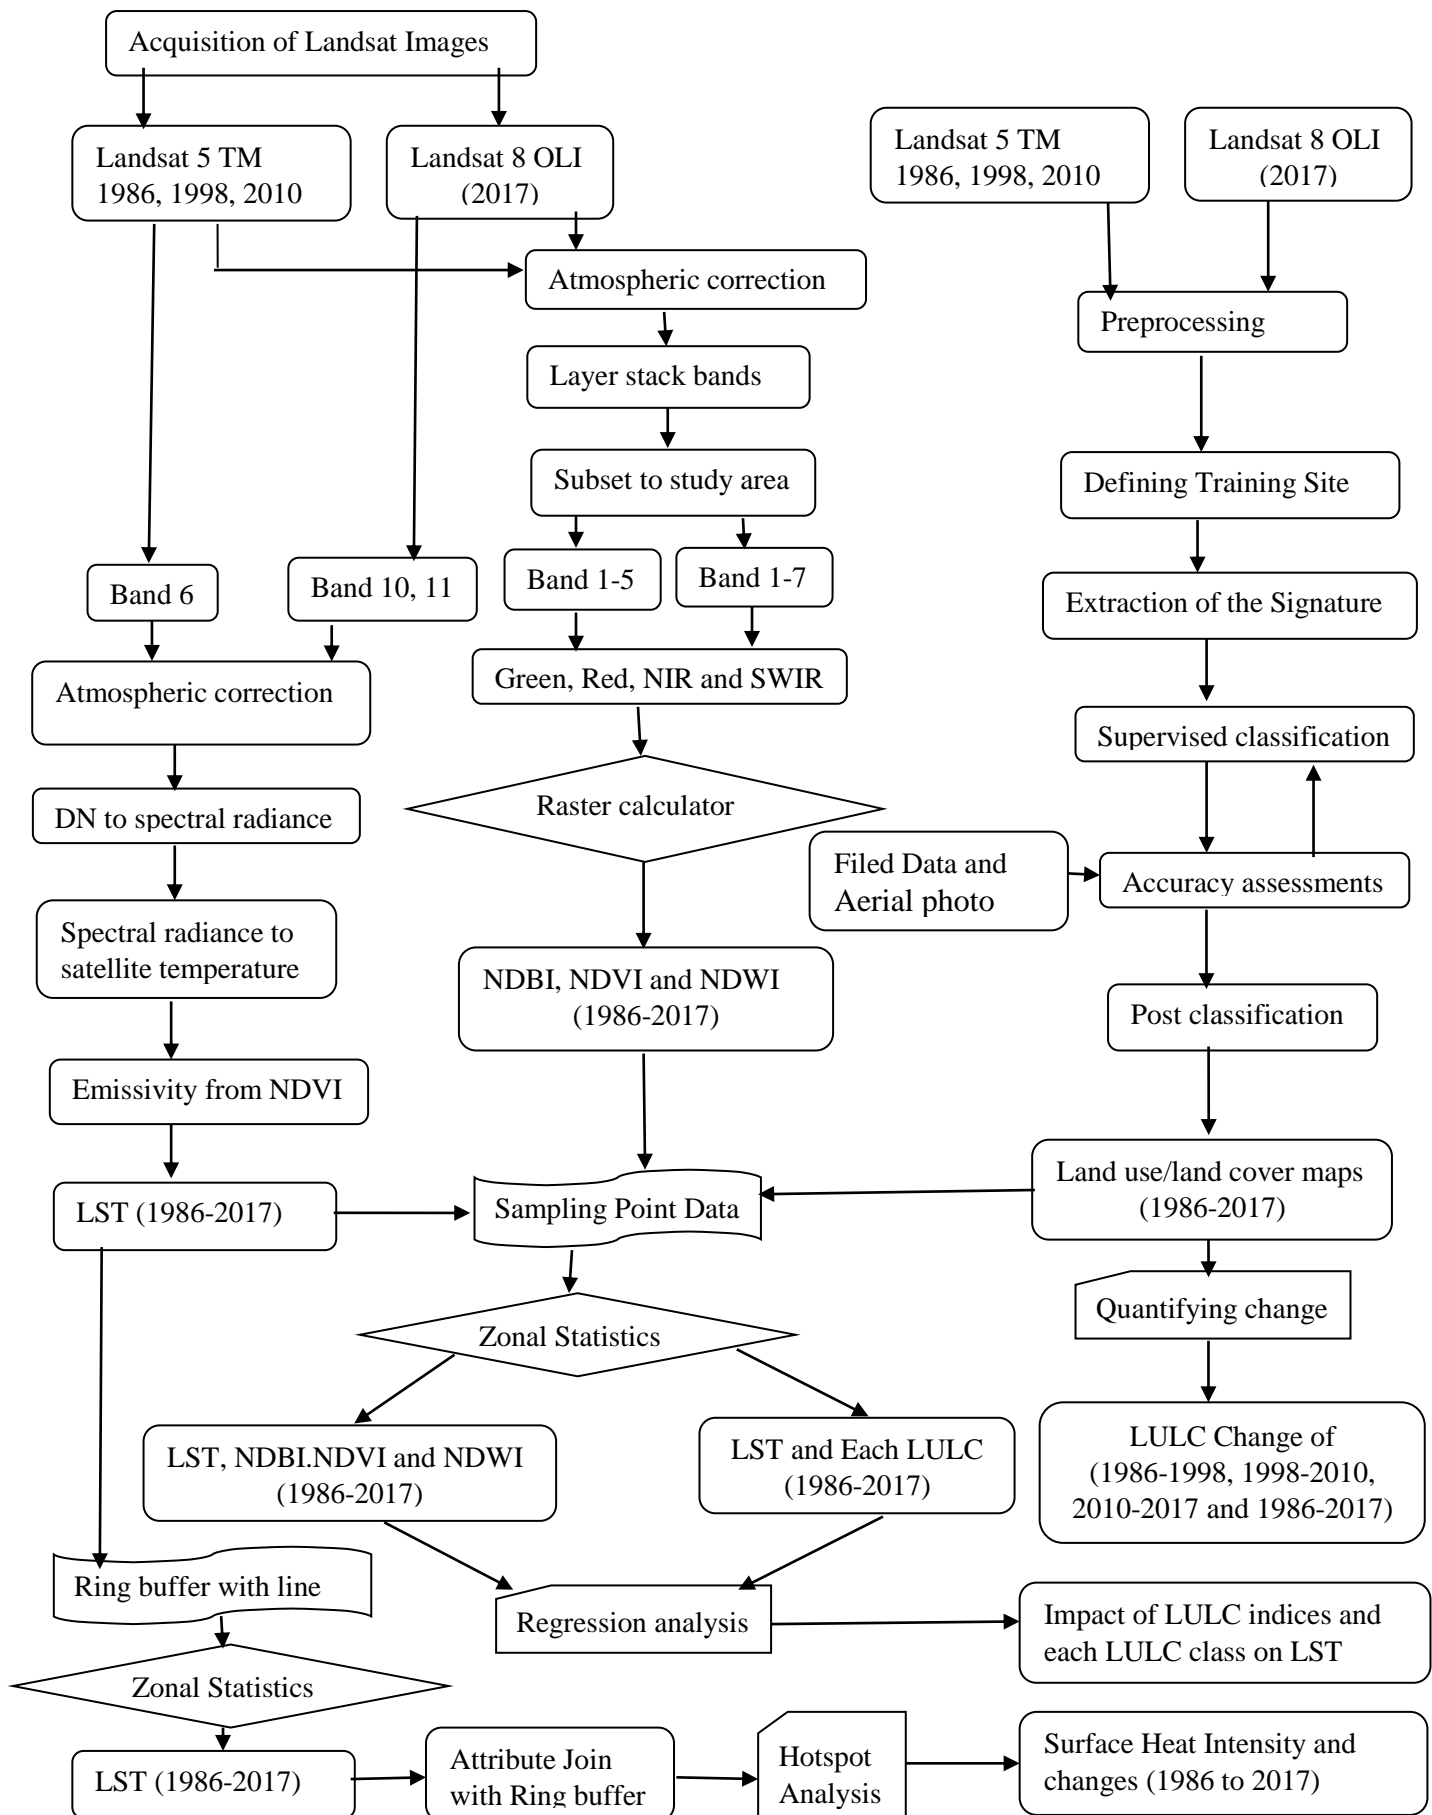 Acquisition of Landsat Images
Landsat 5 TM
1986, 1998, 2010
Landsat 8 OLI
(2017)
Landsat 5 TM
1986, 1998, 2010
Landsat 8 OLI
(2017)
Atmospheric correction
Preprocessing
Layer stack bands
Subset to study area
Defining Training Site
Band 6
Band 10, 11
Band 1-5
Band 1-7
Extraction of the Signature
Atmospheric correction
Green, Red, NIR and SWIR
Supervised classification
DN to spectral radiance
Raster calculator
Filed Data and
Aerial photo
Accuracy assessments
Spectral radiance to
satellite temperature
NDBI, NDVI and NDWI
(1986-2017)
Post classification
Emissivity from NDVI
LST (1986-2017)
Sampling Point Data
Land use/land cover maps
(1986-2017)
Zonal Statistics
Quantifying change
LST, NDBI.NDVI and NDWI
(1986-2017)
LST and Each LULC
(1986-2017)
LULC Change of
(1986-1998, 1998-2010,
2010-2017 and 1986-2017)
Ring buffer with line
Regression analysis
Impact of LULC indices and
each LULC class on LST
Zonal Statistics
LST (1986-2017)
Attribute Join
with Ring buffer
Hotspot
Analysis
Surface Heat Intensity and
changes (1986 to 2017)